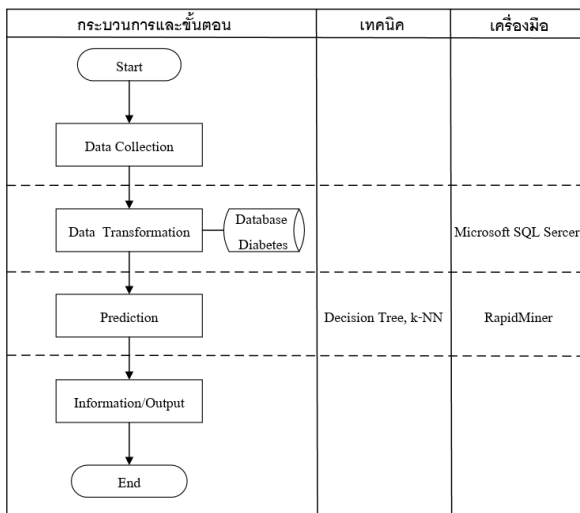 กระบวนการและขั้นตอน เทคนิค เครื่องมือ
Start
Data Collection
Data Transformation
Database
Diabetes
Microsoft SQL Sercer
Prediction
Decision Tree, k-NN
RapidMiner
Information/Output
End